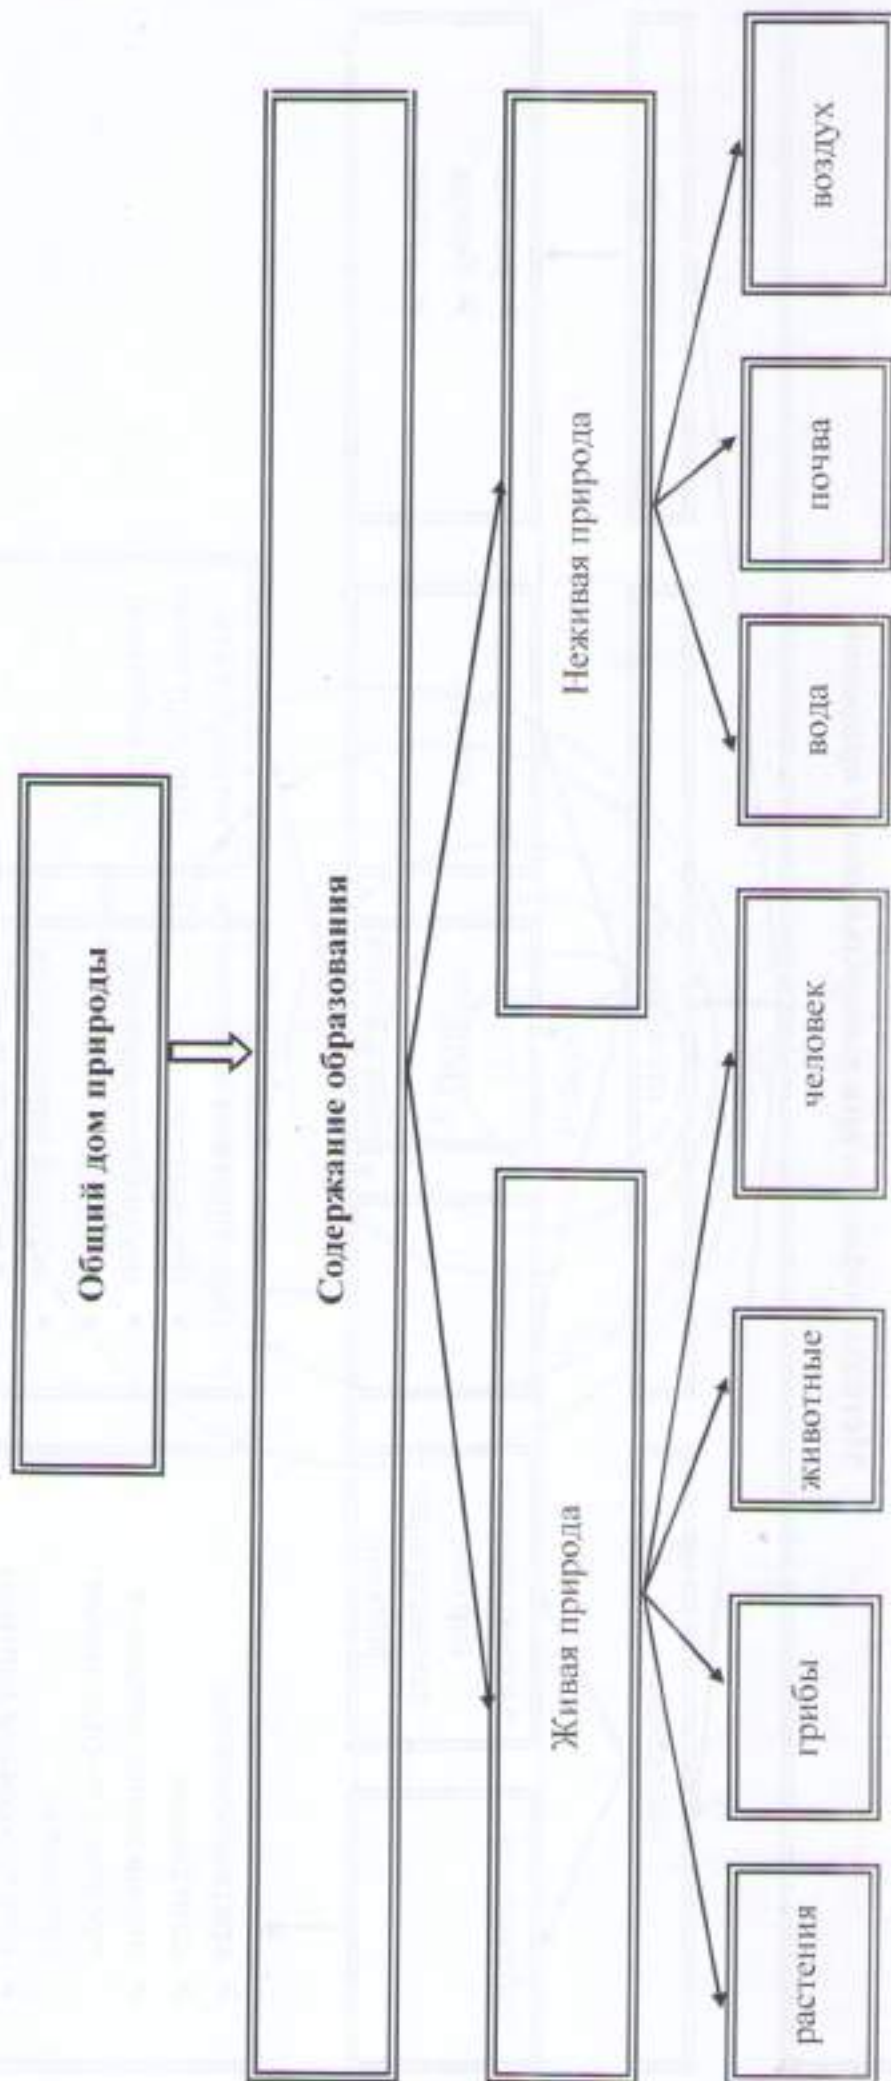 Общий дом природы
Содержание образования
Живая природа
Неживая природа
растения
грибы
животные
человек
вода
почва
воздух